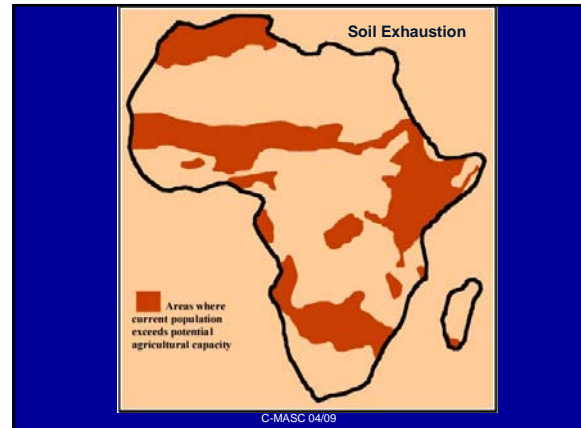 Soil Exhaustion
Areas where
current population
exceeds potential
agricultural capacity
C-MASC 04/09